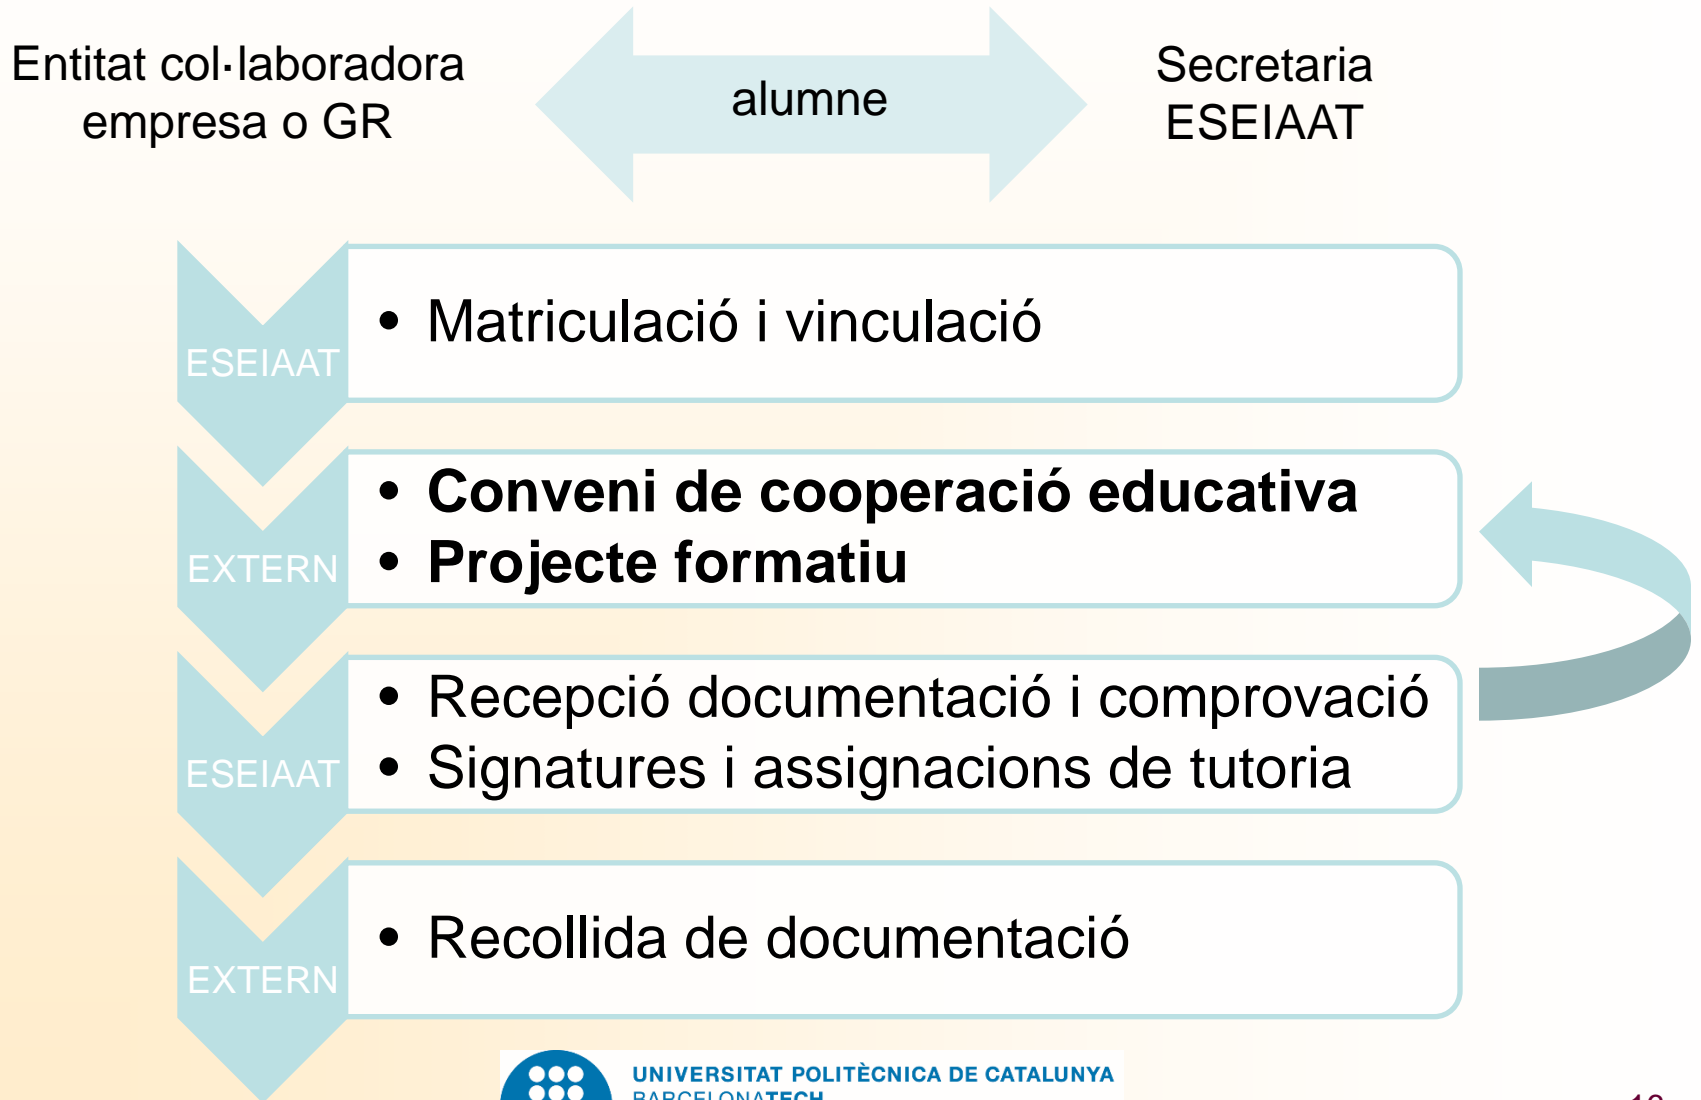 Entitat col·laboradora
empresa o GR
alumne
Secretaria
ESEIAAT
ESEIAAT
• Matriculació i vinculació
EXTERN
• Conveni de cooperació educativa
• Projecte formatiu
ESEIAAT
• Recepció documentació i comprovació
• Signatures i assignacions de tutoria
EXTERN
• Recollida de documentació
UNIVERSITAT POLITÈCNICA DE CATALUNYA
BARCELONATECH